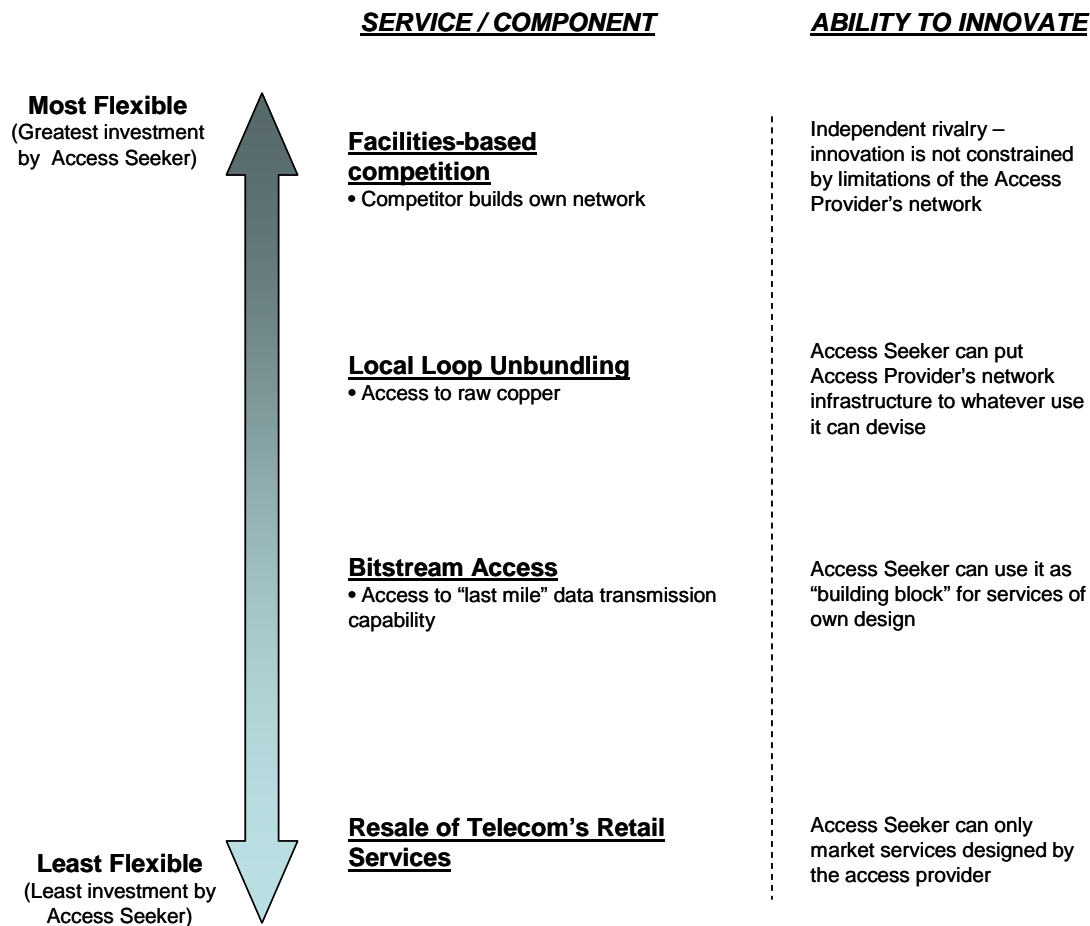 SERVICE / COMPONENT
ABILITY TO INNOVATE
Most Flexible
(Greatest investment
by Access Seeker)
Facilities-based
competition
• Competitor builds own network
Independent rivalry –
innovation is not constrained
by limitations of the Access
Provider’s network
Local Loop Unbundling
• Access to raw copper
Access Seeker can put
Access Provider’s network
infrastructure to whatever use
it can devise
Bitstream Access
• Access to “last mile” data transmission
capability
Access Seeker can use it as
“building block” for services of
own design
Resale of Telecom’s Retail
Services
Access Seeker can only
market services designed by
the access provider
Least Flexible
(Least investment by
Access Seeker)